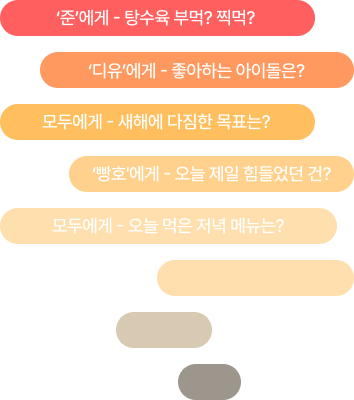 ‘쭌’에게 - 탕수육 부먹? 찍먹?
‘디유’에게 - 좋아하는 아이돌은?
모두에게 - 새해에 다짐한 목표는?
‘빵호’에게 - 오늘 제일 힘들었던 건?
모두에게 - 오늘 먹은 저녁 메뉴는?